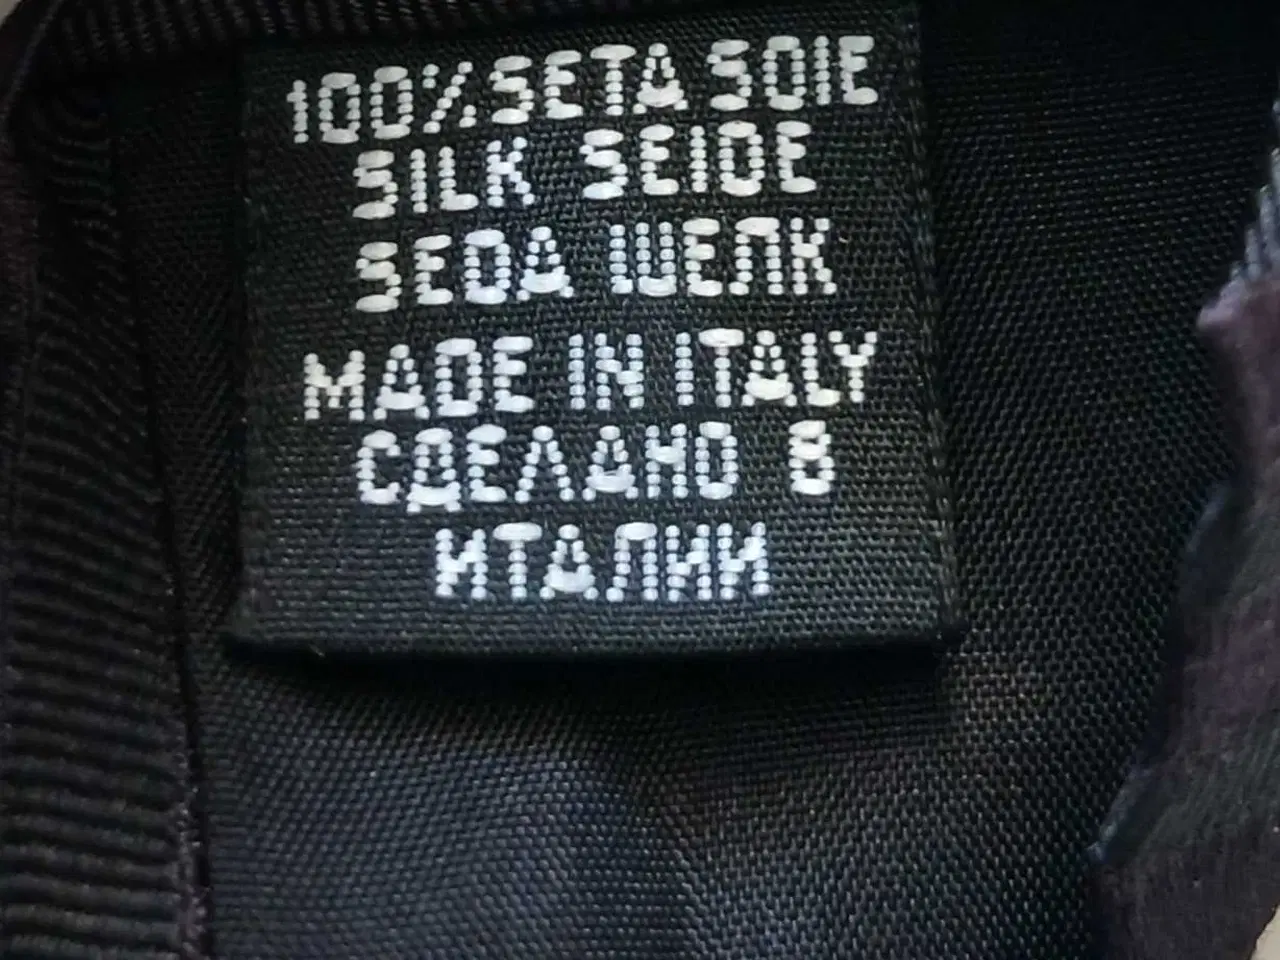 100% SETA SOIE
SILK SEIDE
SEDA ШЕЛК
MADE IN ITALY
СДЕЛАНО В
ИТАЛИИ